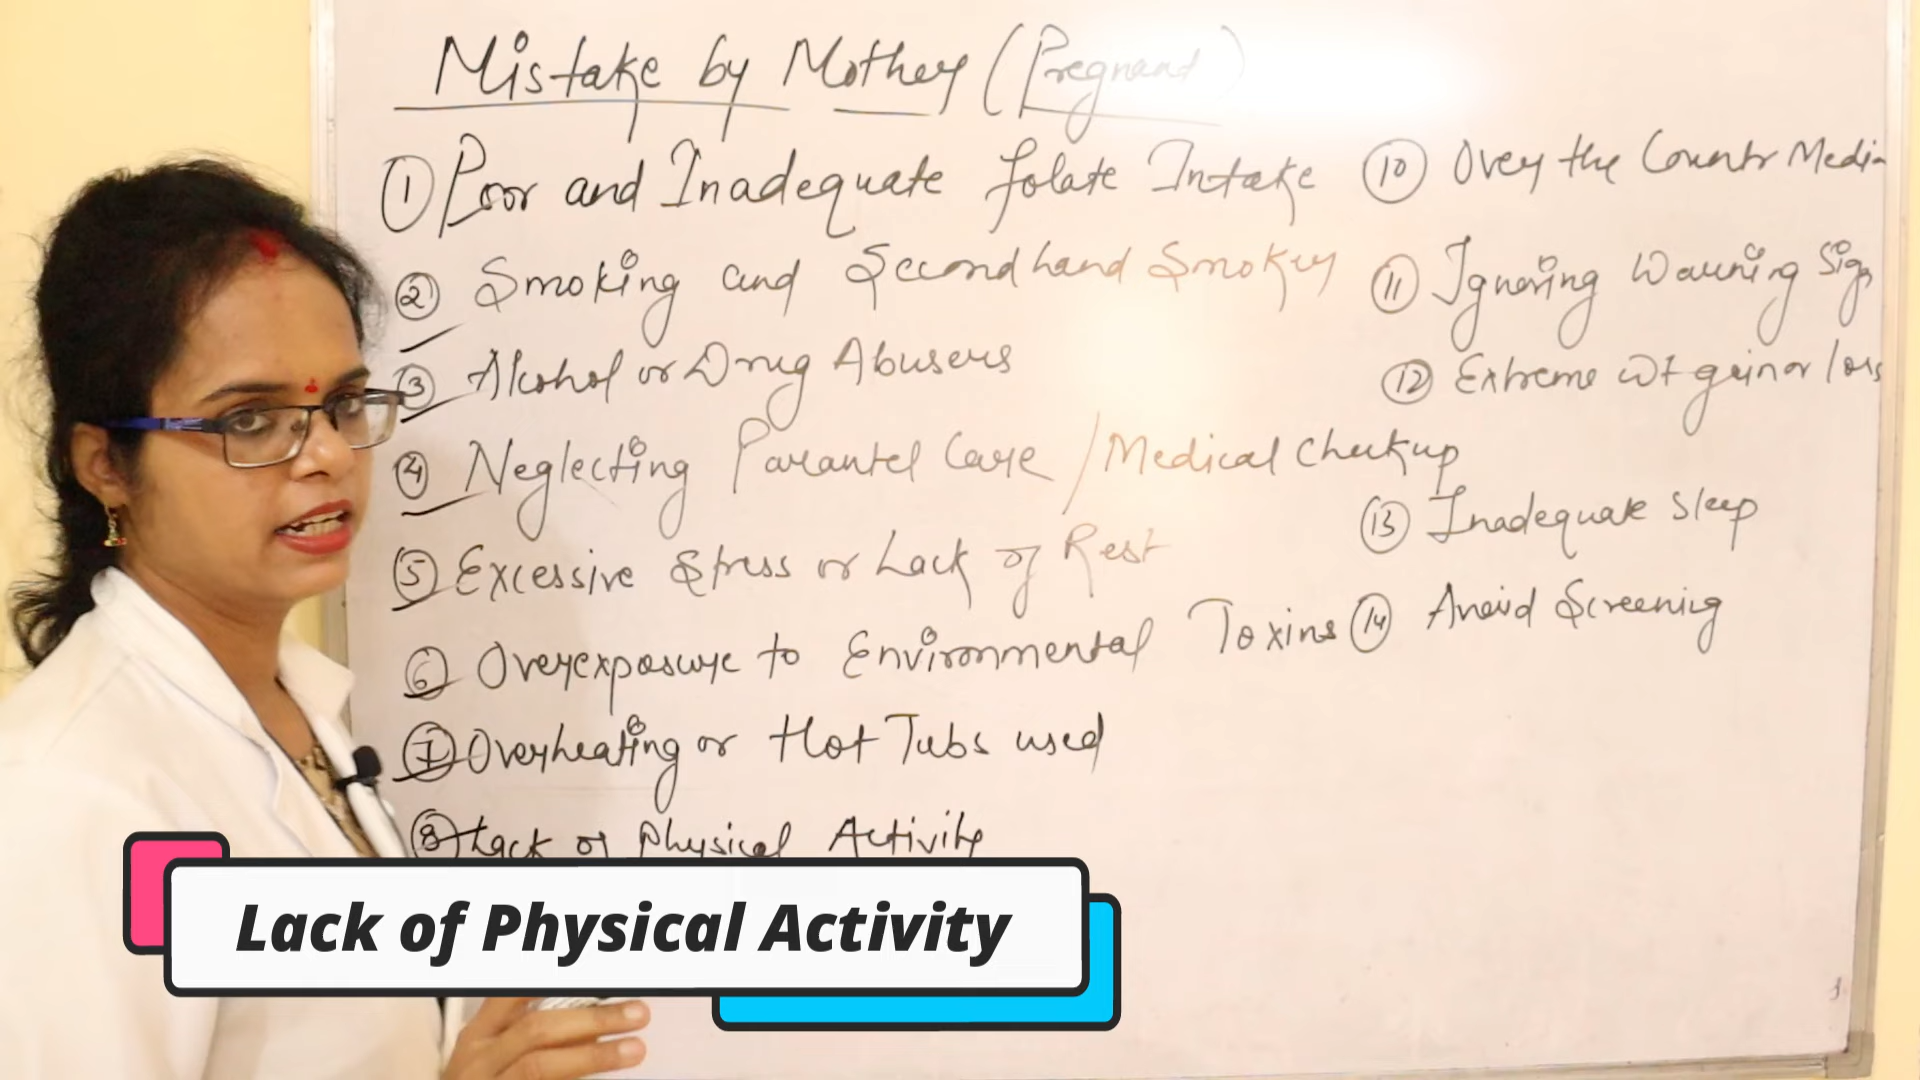 Mistake by Mother (Pregnant)
① Poor and Inadequate folate Intake
② Smoking and Secondhand Smoker
③ Alcohol or Drug Abusers
④ Neglecting Parantel Care / Medical Checkup
⑤ Excessive Stress or Lack of Rest
⑥ Overexposure to Environmental Toxins
⑦ Overheating or Hot Tubs used
⑧ Lack of Physical Activity
⑩ Over the Counter Medi-
⑪ Ignoring Warning Sig
⑫ Extreme wt gain or loss
⑬ Inadequate sleep
⑭ Avoid Screening
Lack of Physical Activity